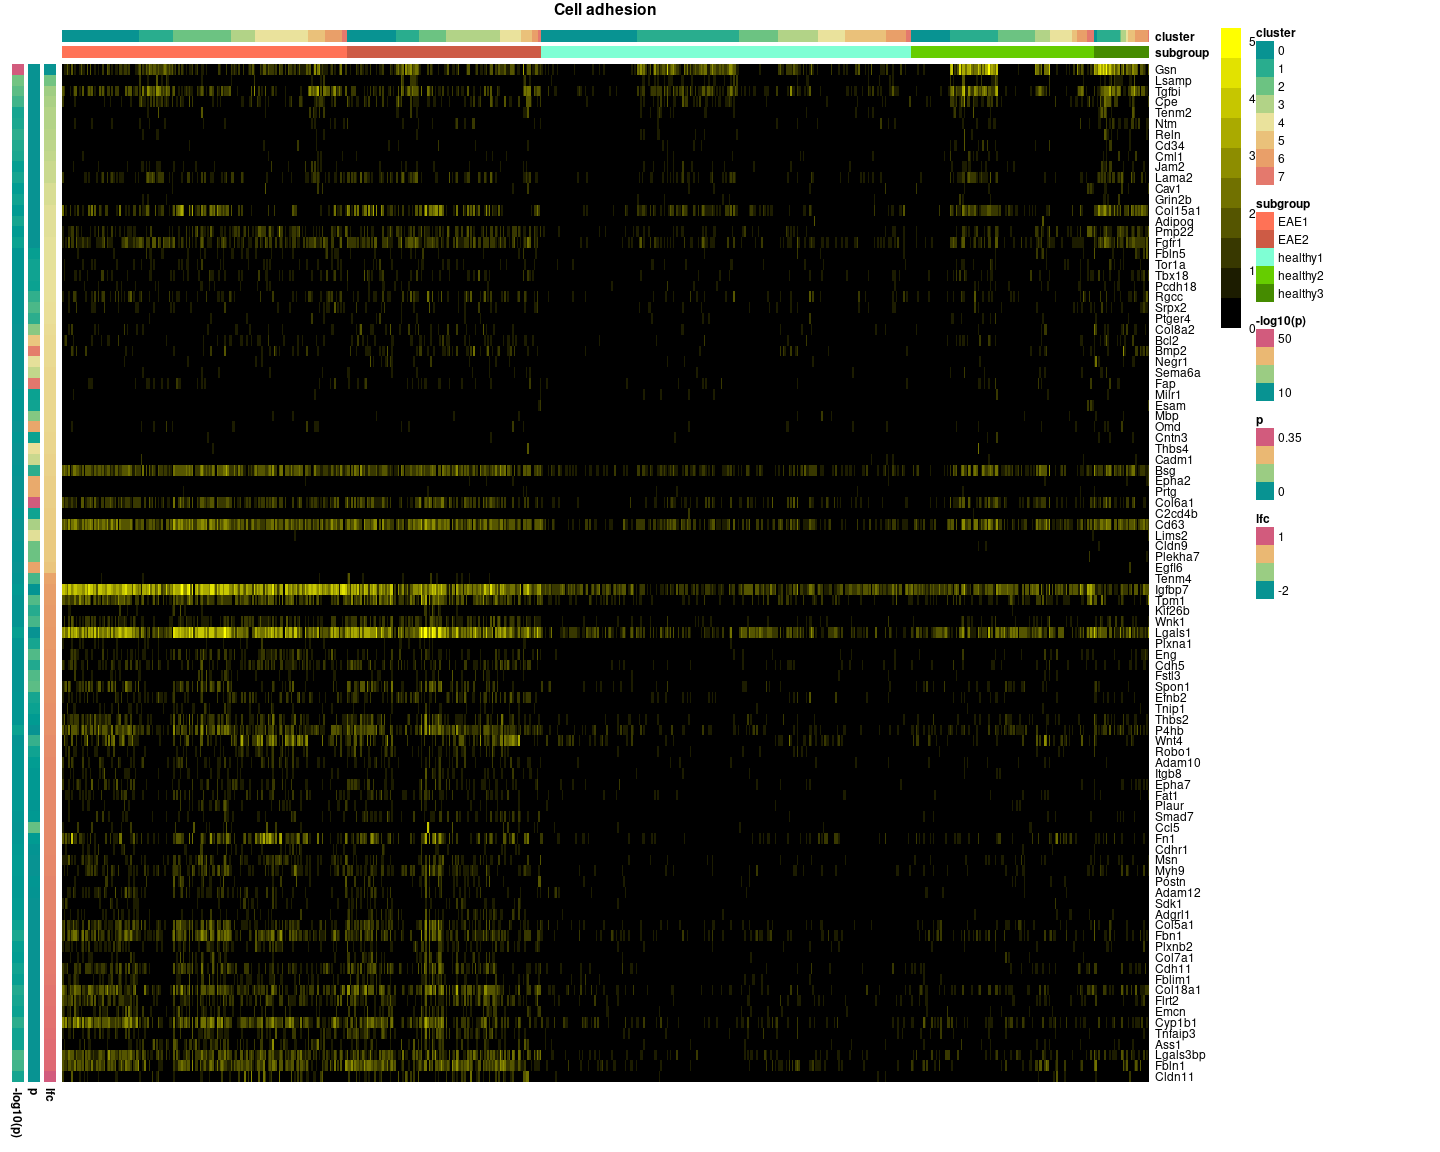 Cell adhesion
cluster
subgroup
Gsn
Lsamp
Tgfbi
Cpe
Tenm2
Ntm
Reln
Cd34
Cml1
Jam2
Lama2
Cav1
Grin2b
Col15a1
Adipoq
Pmp22
Fgfr1
Fbln5
Tor1a
Tbx18
Pcdh18
Rgcc
Srpx2
Ptger4
Col8a2
Bcl2
Bmp2
Negr1
Sema6a
Fap
Milr1
Esam
Mbp
Omd
Cntn3
Thbs4
Cadm1
Bsg
Epha2
Prtg
Col6a1
C2cd4b
Cd63
Lims2
Cldn9
Plekha7
Egfl6
Tenm4
Igfbp7
Tpm1
Kif26b
Wnk1
Lgals1
Plxna1
Eng
Cdh5
Fstl3
Spon1
Efnb2
Tnip1
Thbs2
P4hb
Wnt4
Robo1
Adam10
Itgb8
Epha7
Fat1
Plaur
Smad7
Ccl5
Fn1
Cdhr1
Msn
Myh9
Postn
Adam12
Sdk1
Adgrl1
Col5a1
Fbn1
Plxnb2
Col7a1
Cdh11
Fblim1
Col18a1
Flrt2
Emcn
Cyp1b1
Tnfaip3
Ass1
Lgals3bp
Fbln1
Cldn11
5
4
3
2
1
0
cluster
0
1
2
3
4
5
6
7
subgroup
EAE1
EAE2
healthy1
healthy2
healthy3
-log10(p)
50
10
p
0.35
0
lfc
1
-2
-log10(p)
p
lfc